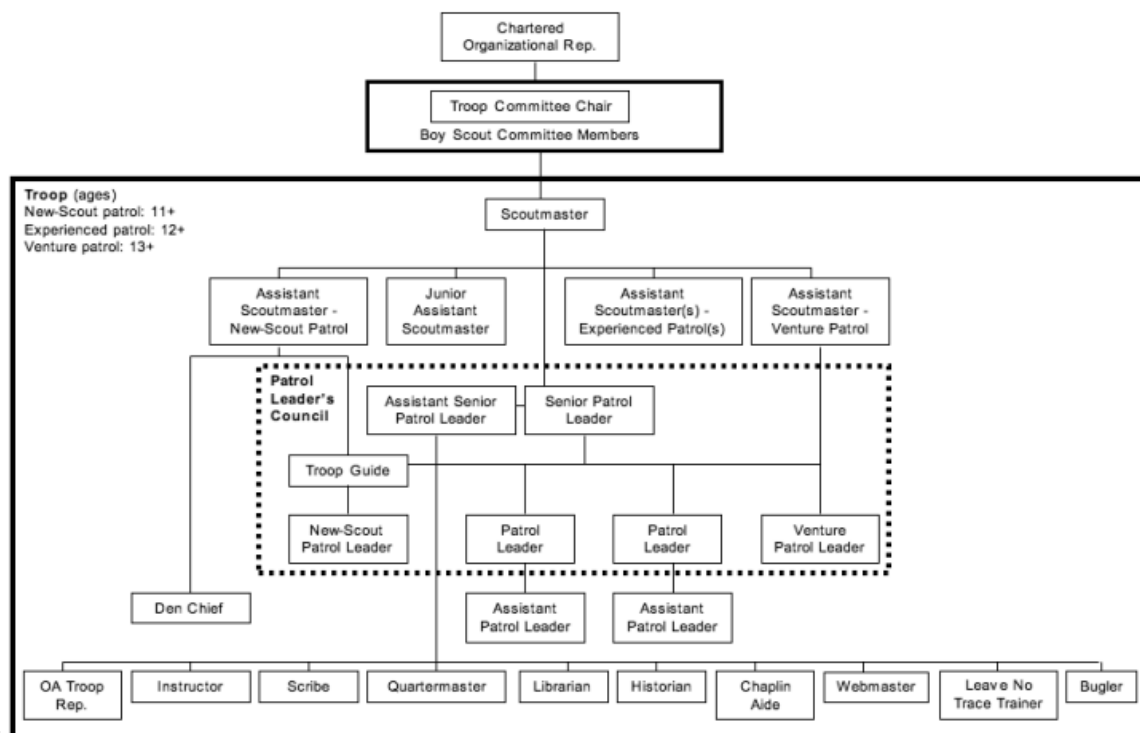 Chartered
Organizational Rep.
Troop Committee Chair
Boy Scout Committee Members
Troop (ages)
New-Scout patrol: 11+
Experienced patrol: 12+
Venture patrol: 13+
Scoutmaster
Assistant
Scoutmaster -
New-Scout Patrol
Junior
Assistant
Scoutmaster
Assistant
Scoutmaster(s) -
Experienced Patrol(s)
Assistant
Scoutmaster -
Venture Patrol
Patrol
Leader's
Council
Assistant Senior
Patrol Leader
Senior Patrol
Leader
Troop Guide
New-Scout
Patrol Leader
Patrol
Leader
Patrol
Leader
Venture
Patrol Leader
Den Chief
Assistant
Patrol Leader
Assistant
Patrol Leader
OA Troop
Rep.
Instructor
Scribe
Quartermaster
Librarian
Historian
Chaplin
Aide
Webmaster
Leave No
Trace Trainer
Bugler